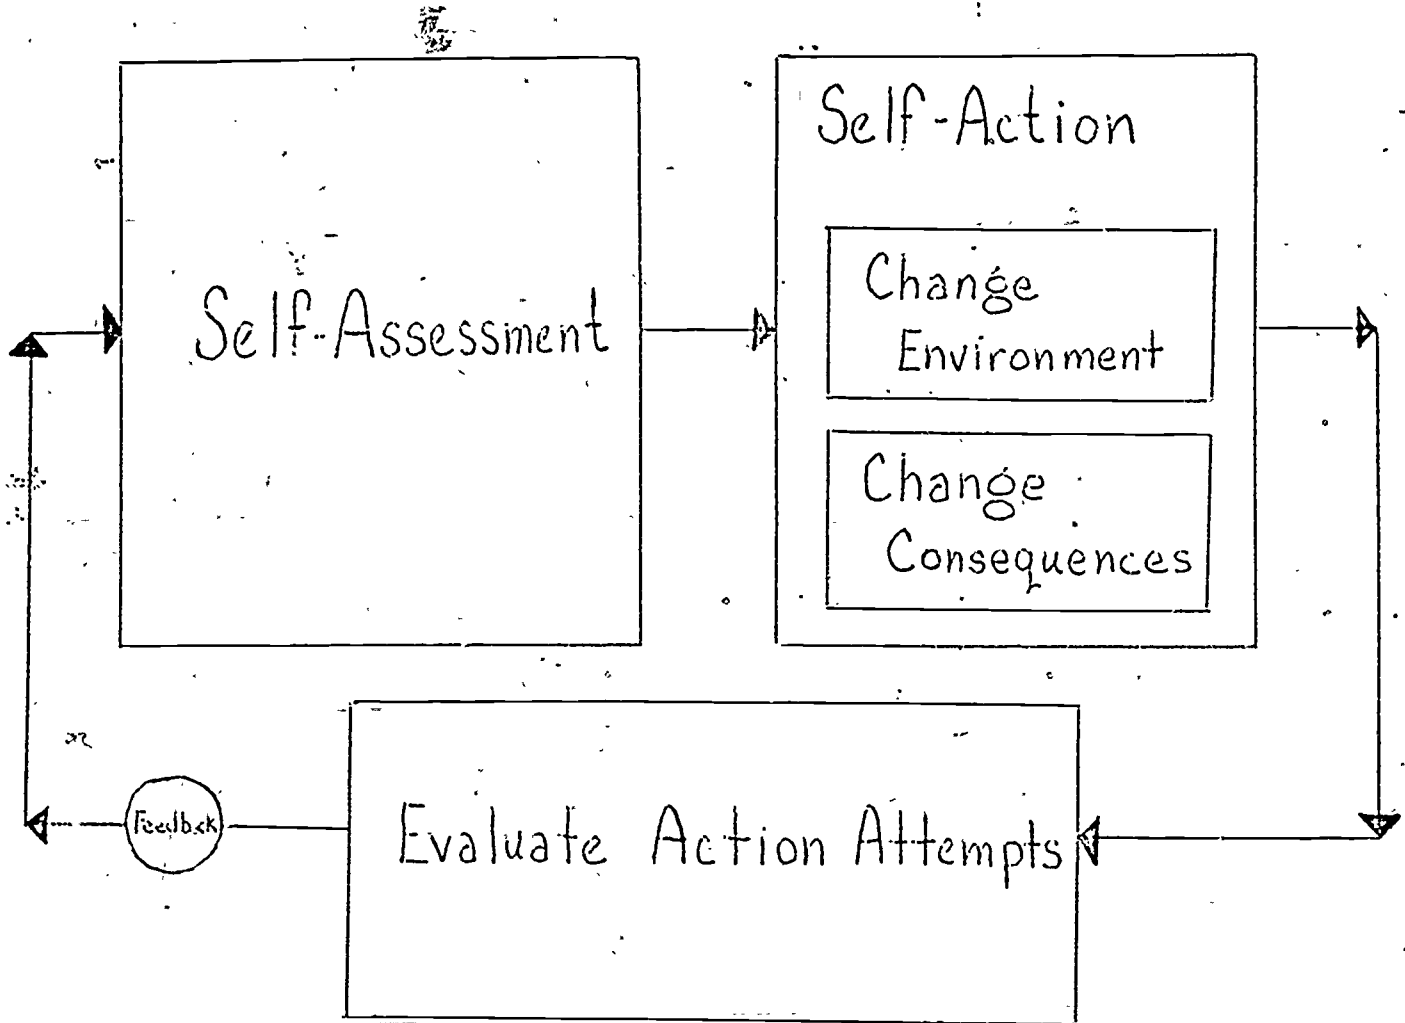 Self-Assessment
Self-Action
Change
Environment
Change
Consequences
Evaluate Action Attempts
Feedback